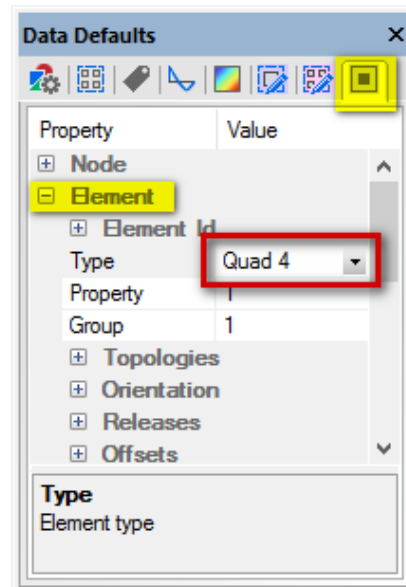 Data Defaults
Property Value
Node
Element
Element Id
Type Quad 4
Property 1
Group 1
Topologies
Orientation
Releases
Offsets
Type
Element type